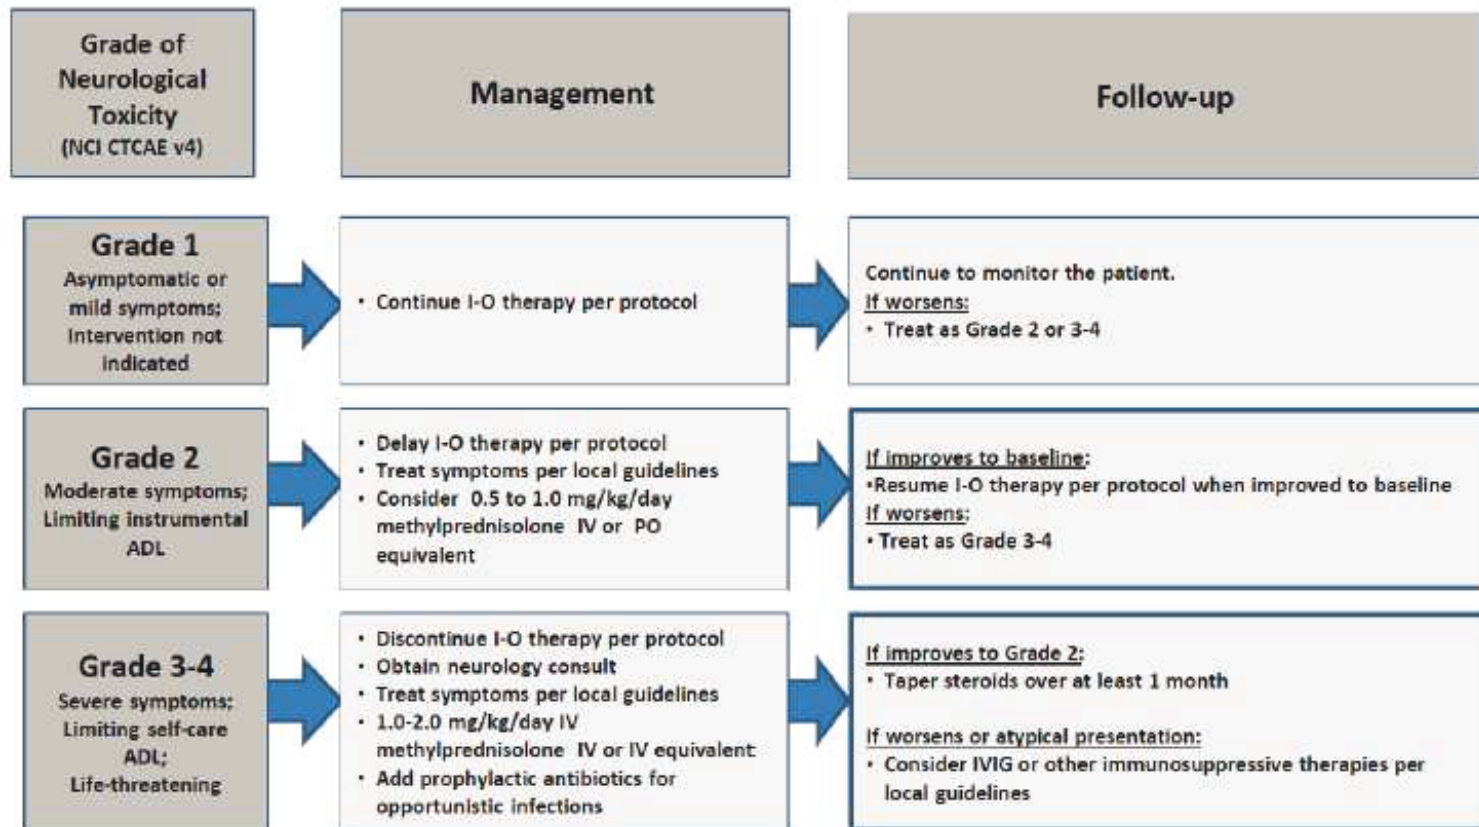 Grade of
Neurological
Toxicity
(NCI CTCAE v4)
Management
Follow-up
Grade 1
Asymptomatic or
mild symptoms;
Intervention not
indicated
• Continue I-O therapy per protocol
Continue to monitor the patient.
If worsens:
• Treat as Grade 2 or 3-4
Grade 2
Moderate symptoms;
Limiting instrumental
ADL
• Delay I-O therapy per protocol
• Treat symptoms per local guidelines
• Consider 0.5 to 1.0 mg/kg/day
methylprednisolone IV or PO
equivalent
If improves to baseline:
•Resume I-O therapy per protocol when improved to baseline
If worsens:
• Treat as Grade 3-4
Grade 3-4
Severe symptoms;
Limiting self-care
ADL;
Life-threatening
• Discontinue I-O therapy per protocol
• Obtain neurology consult
• Treat symptoms per local guidelines
• 1.0-2.0 mg/kg/day IV
methylprednisolone IV or IV equivalent
• Add prophylactic antibiotics for
opportunistic infections
If improves to Grade 2:
• Taper steroids over at least 1 month
If worsens or atypical presentation:
• Consider IVIG or other immunosuppressive therapies per
local guidelines